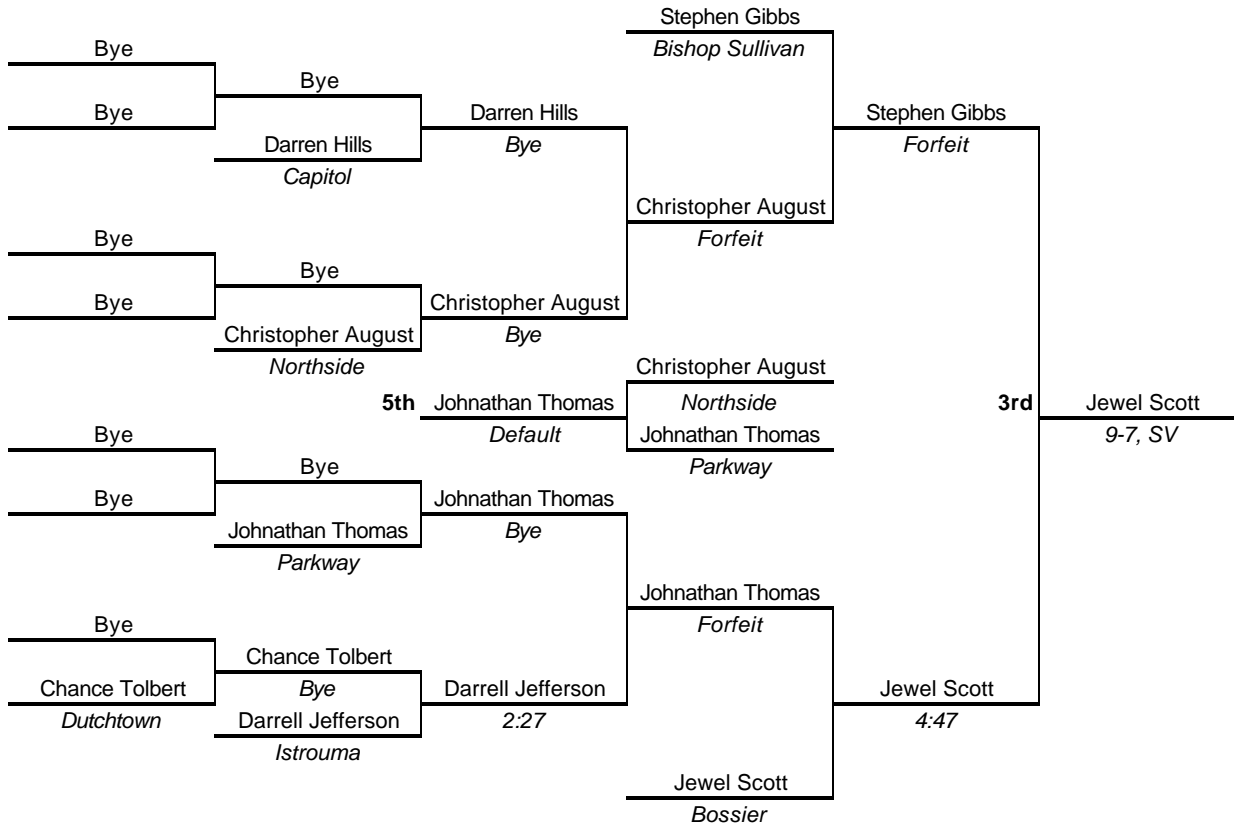 Stephen Gibbs
Bye
Bishop Sullivan
Bye
Bye
Darren Hills
Stephen Gibbs
Darren Hills
Bye
Forfeit
Capitol
Christopher August
Bye
Forfeit
Bye
Bye
Christopher August
Christopher August
Bye
Northside
Christopher August
5th
Johnathan Thomas
Northside
3rd
Jewel Scott
Default
Johnathan Thomas
9-7, SV
Bye
Parkway
Bye
Bye
Johnathan Thomas
Johnathan Thomas
Bye
Parkway
Johnathan Thomas
Bye
Forfeit
Chance Tolbert
Chance Tolbert
Bye
Darrell Jefferson
Jewel Scott
Dutchtown
Darrell Jefferson
2:27
4:47
Istrouma
Jewel Scott
Bossier